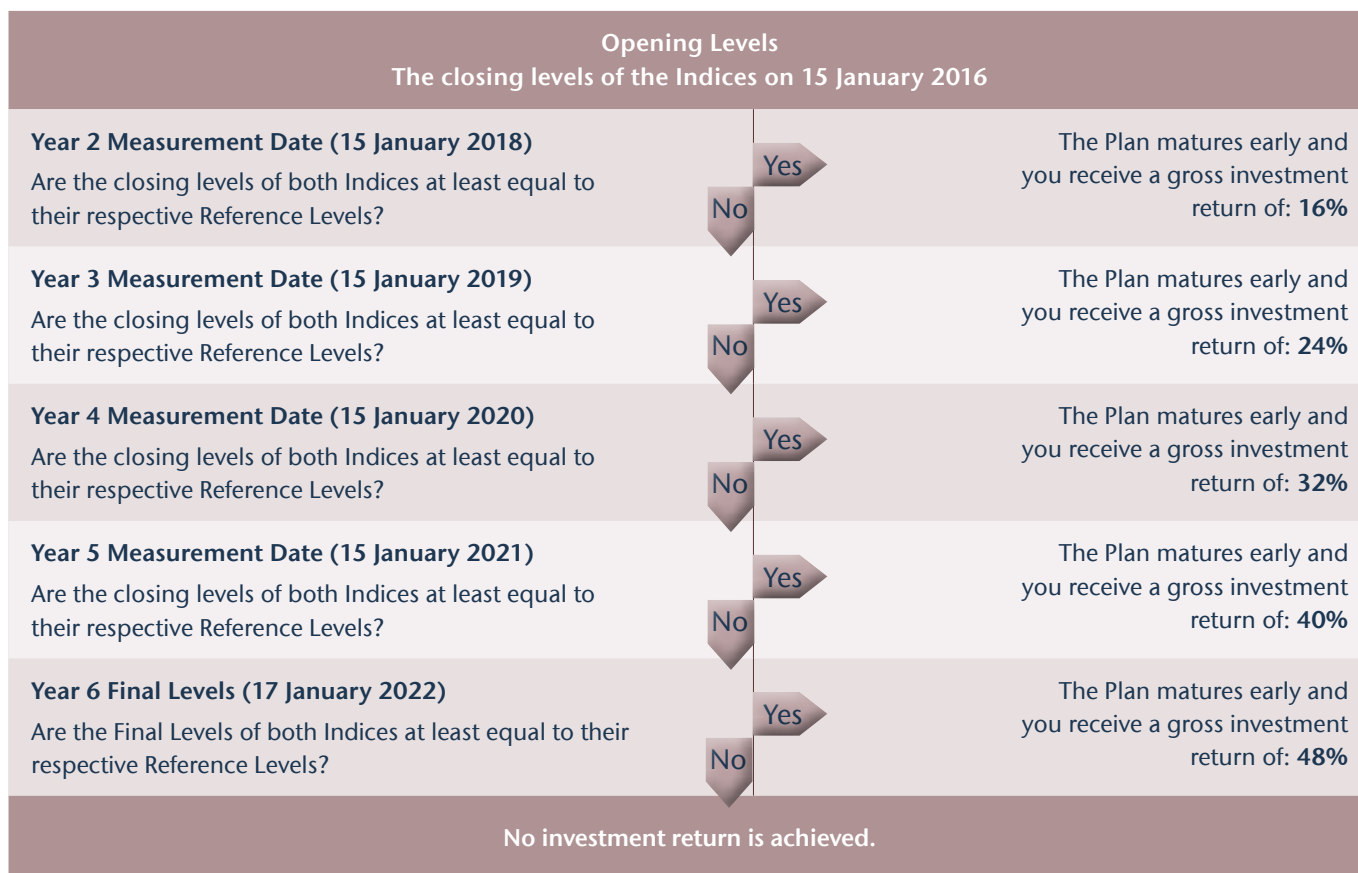 Opening Levels
The closing levels of the Indices on 15 January 2016
Year 2 Measurement Date (15 January 2018)
Are the closing levels of both Indices at least equal to
their respective Reference Levels?
Yes
No
The Plan matures early and
you receive a gross investment
return of: 16%
Year 3 Measurement Date (15 January 2019)
Are the closing levels of both Indices at least equal to
their respective Reference Levels?
Yes
No
The Plan matures early and
you receive a gross investment
return of: 24%
Year 4 Measurement Date (15 January 2020)
Are the closing levels of both Indices at least equal to
their respective Reference Levels?
Yes
No
The Plan matures early and
you receive a gross investment
return of: 32%
Year 5 Measurement Date (15 January 2021)
Are the closing levels of both Indices at least equal to
their respective Reference Levels?
Yes
No
The Plan matures early and
you receive a gross investment
return of: 40%
Year 6 Final Levels (17 January 2022)
Are the Final Levels of both Indices at least equal to their
respective Reference Levels?
Yes
No
The Plan matures early and
you receive a gross investment
return of: 48%
No investment return is achieved.